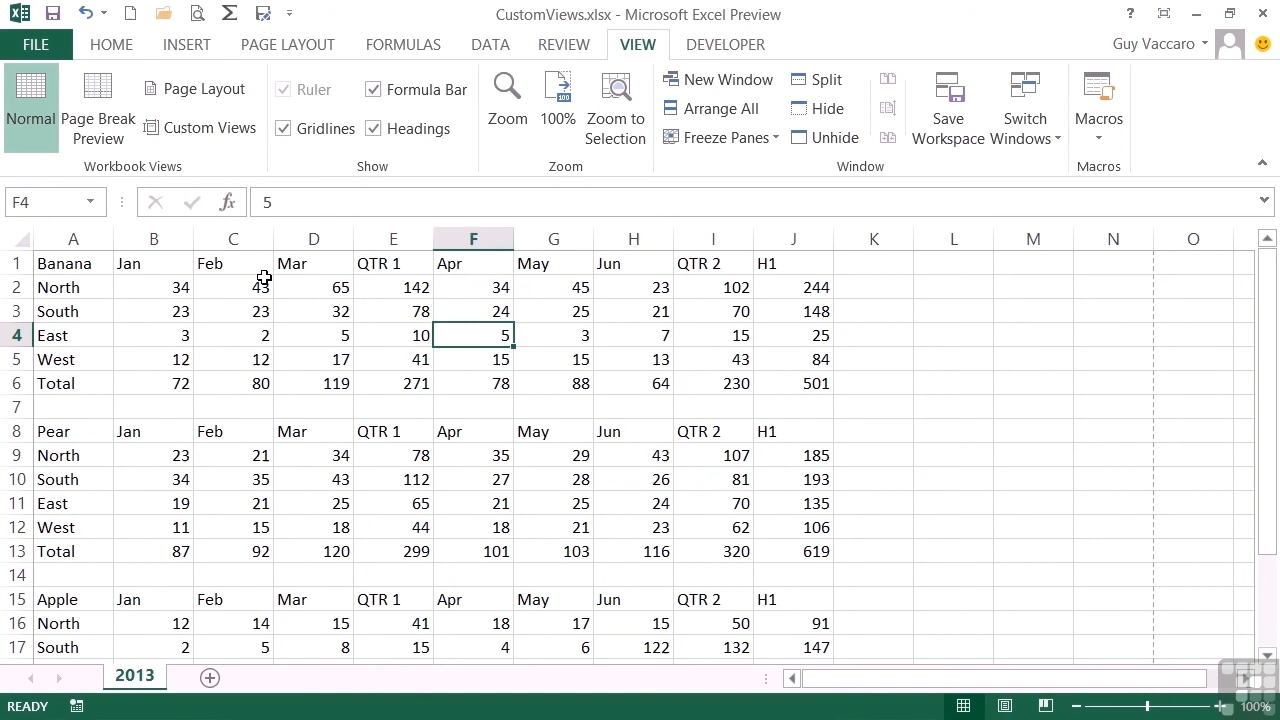 CustomViews.xlsx - Microsoft Excel Preview
FILE HOME INSERT PAGE LAYOUT FORMULAS DATA REVIEW VIEW DEVELOPER Guy Vaccaro
Normal Page Break Preview Page Layout Custom Views
Workbook Views
Ruler Formula Bar
Gridlines Headings
Show
Zoom 100% Zoom to Selection
Zoom
New Window Split
Arrange All Hide
Freeze Panes Unhide
Save Workspace Switch Windows
Window
Macros
Macros
F4 fx 5
A B C D E F G H I J K L M N O
1 Banana Jan Feb Mar QTR 1 Apr May Jun QTR 2 H1
2 North 34 43 65 142 34 45 23 102 244
3 South 23 23 32 78 24 25 21 70 148
4 East 3 2 5 10 5 3 7 15 25
5 West 12 12 17 41 15 15 13 43 84
6 Total 72 80 119 271 78 88 64 230 501
7
8 Pear Jan Feb Mar QTR 1 Apr May Jun QTR 2 H1
9 North 23 21 34 78 35 29 43 107 185
10 South 34 35 43 112 27 28 26 81 193
11 East 19 21 25 65 21 25 24 70 135
12 West 11 15 18 44 18 21 23 62 106
13 Total 87 92 120 299 101 103 116 320 619
14
15 Apple Jan Feb Mar QTR 1 Apr May Jun QTR 2 H1
16 North 12 14 15 41 18 17 15 50 91
17 South 2 5 8 15 4 6 122 132 147
2013
READY 100%